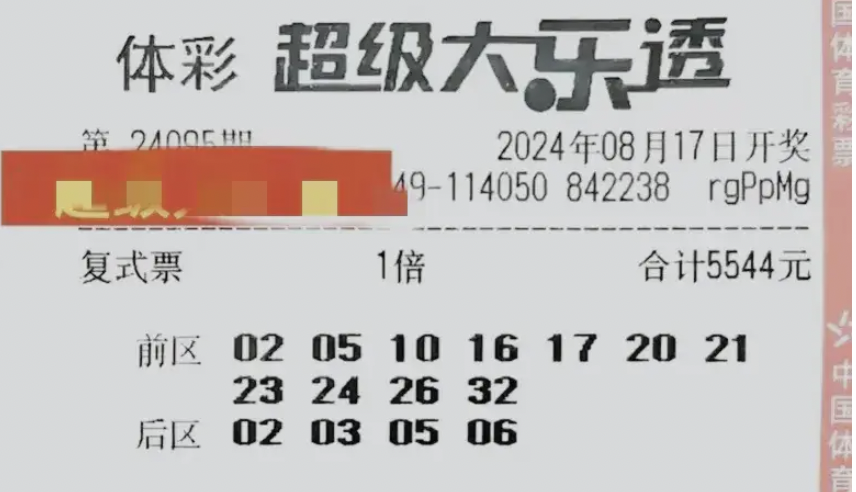 体彩 超级大乐透
第 24095期 2024年08月17日开奖
49-114050 842238 rgPpMg
复式票 1倍 合计5544元
前区 02 05 10 16 17 20 21
23 24 26 32
后区 02 03 05 06
国体育彩票
中国体育